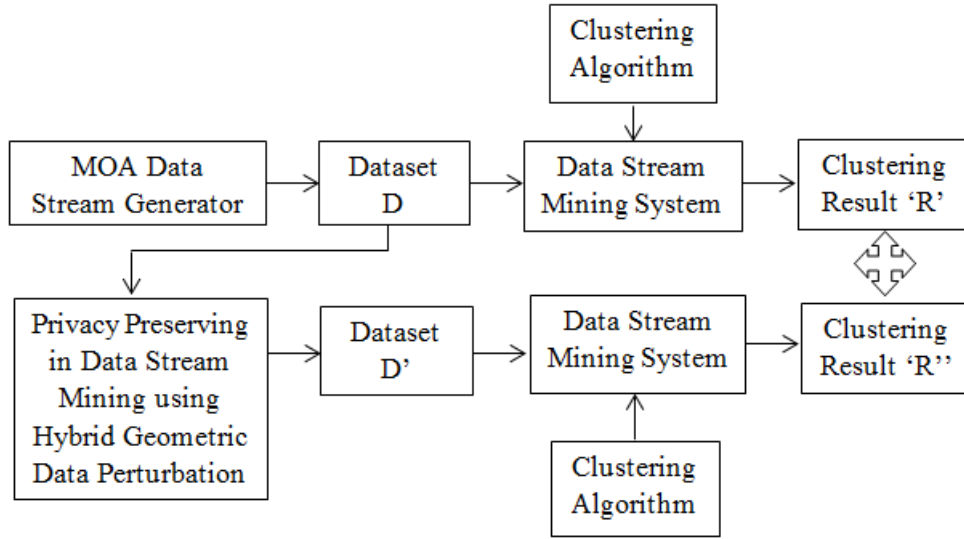 Clustering
Algorithm
MOA Data
Stream Generator
Dataset
D
Data Stream
Mining System
Clustering
Result ‘R’
Privacy Preserving
in Data Stream
Mining using
Hybrid Geometric
Data Perturbation
Dataset
D’
Data Stream
Mining System
Clustering
Result ‘R’’
Clustering
Algorithm